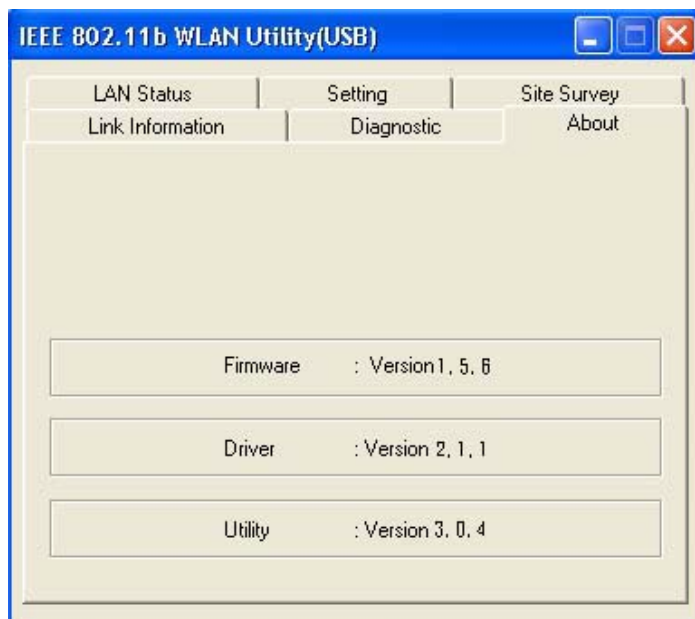 IEEE 802.11b WLAN Utility(USB)
LAN Status Setting Site Survey
Link Information Diagnostic About
Firmware : Version1, 5, 6
Driver : Version 2, 1, 1
Utility : Version 3, 0, 4